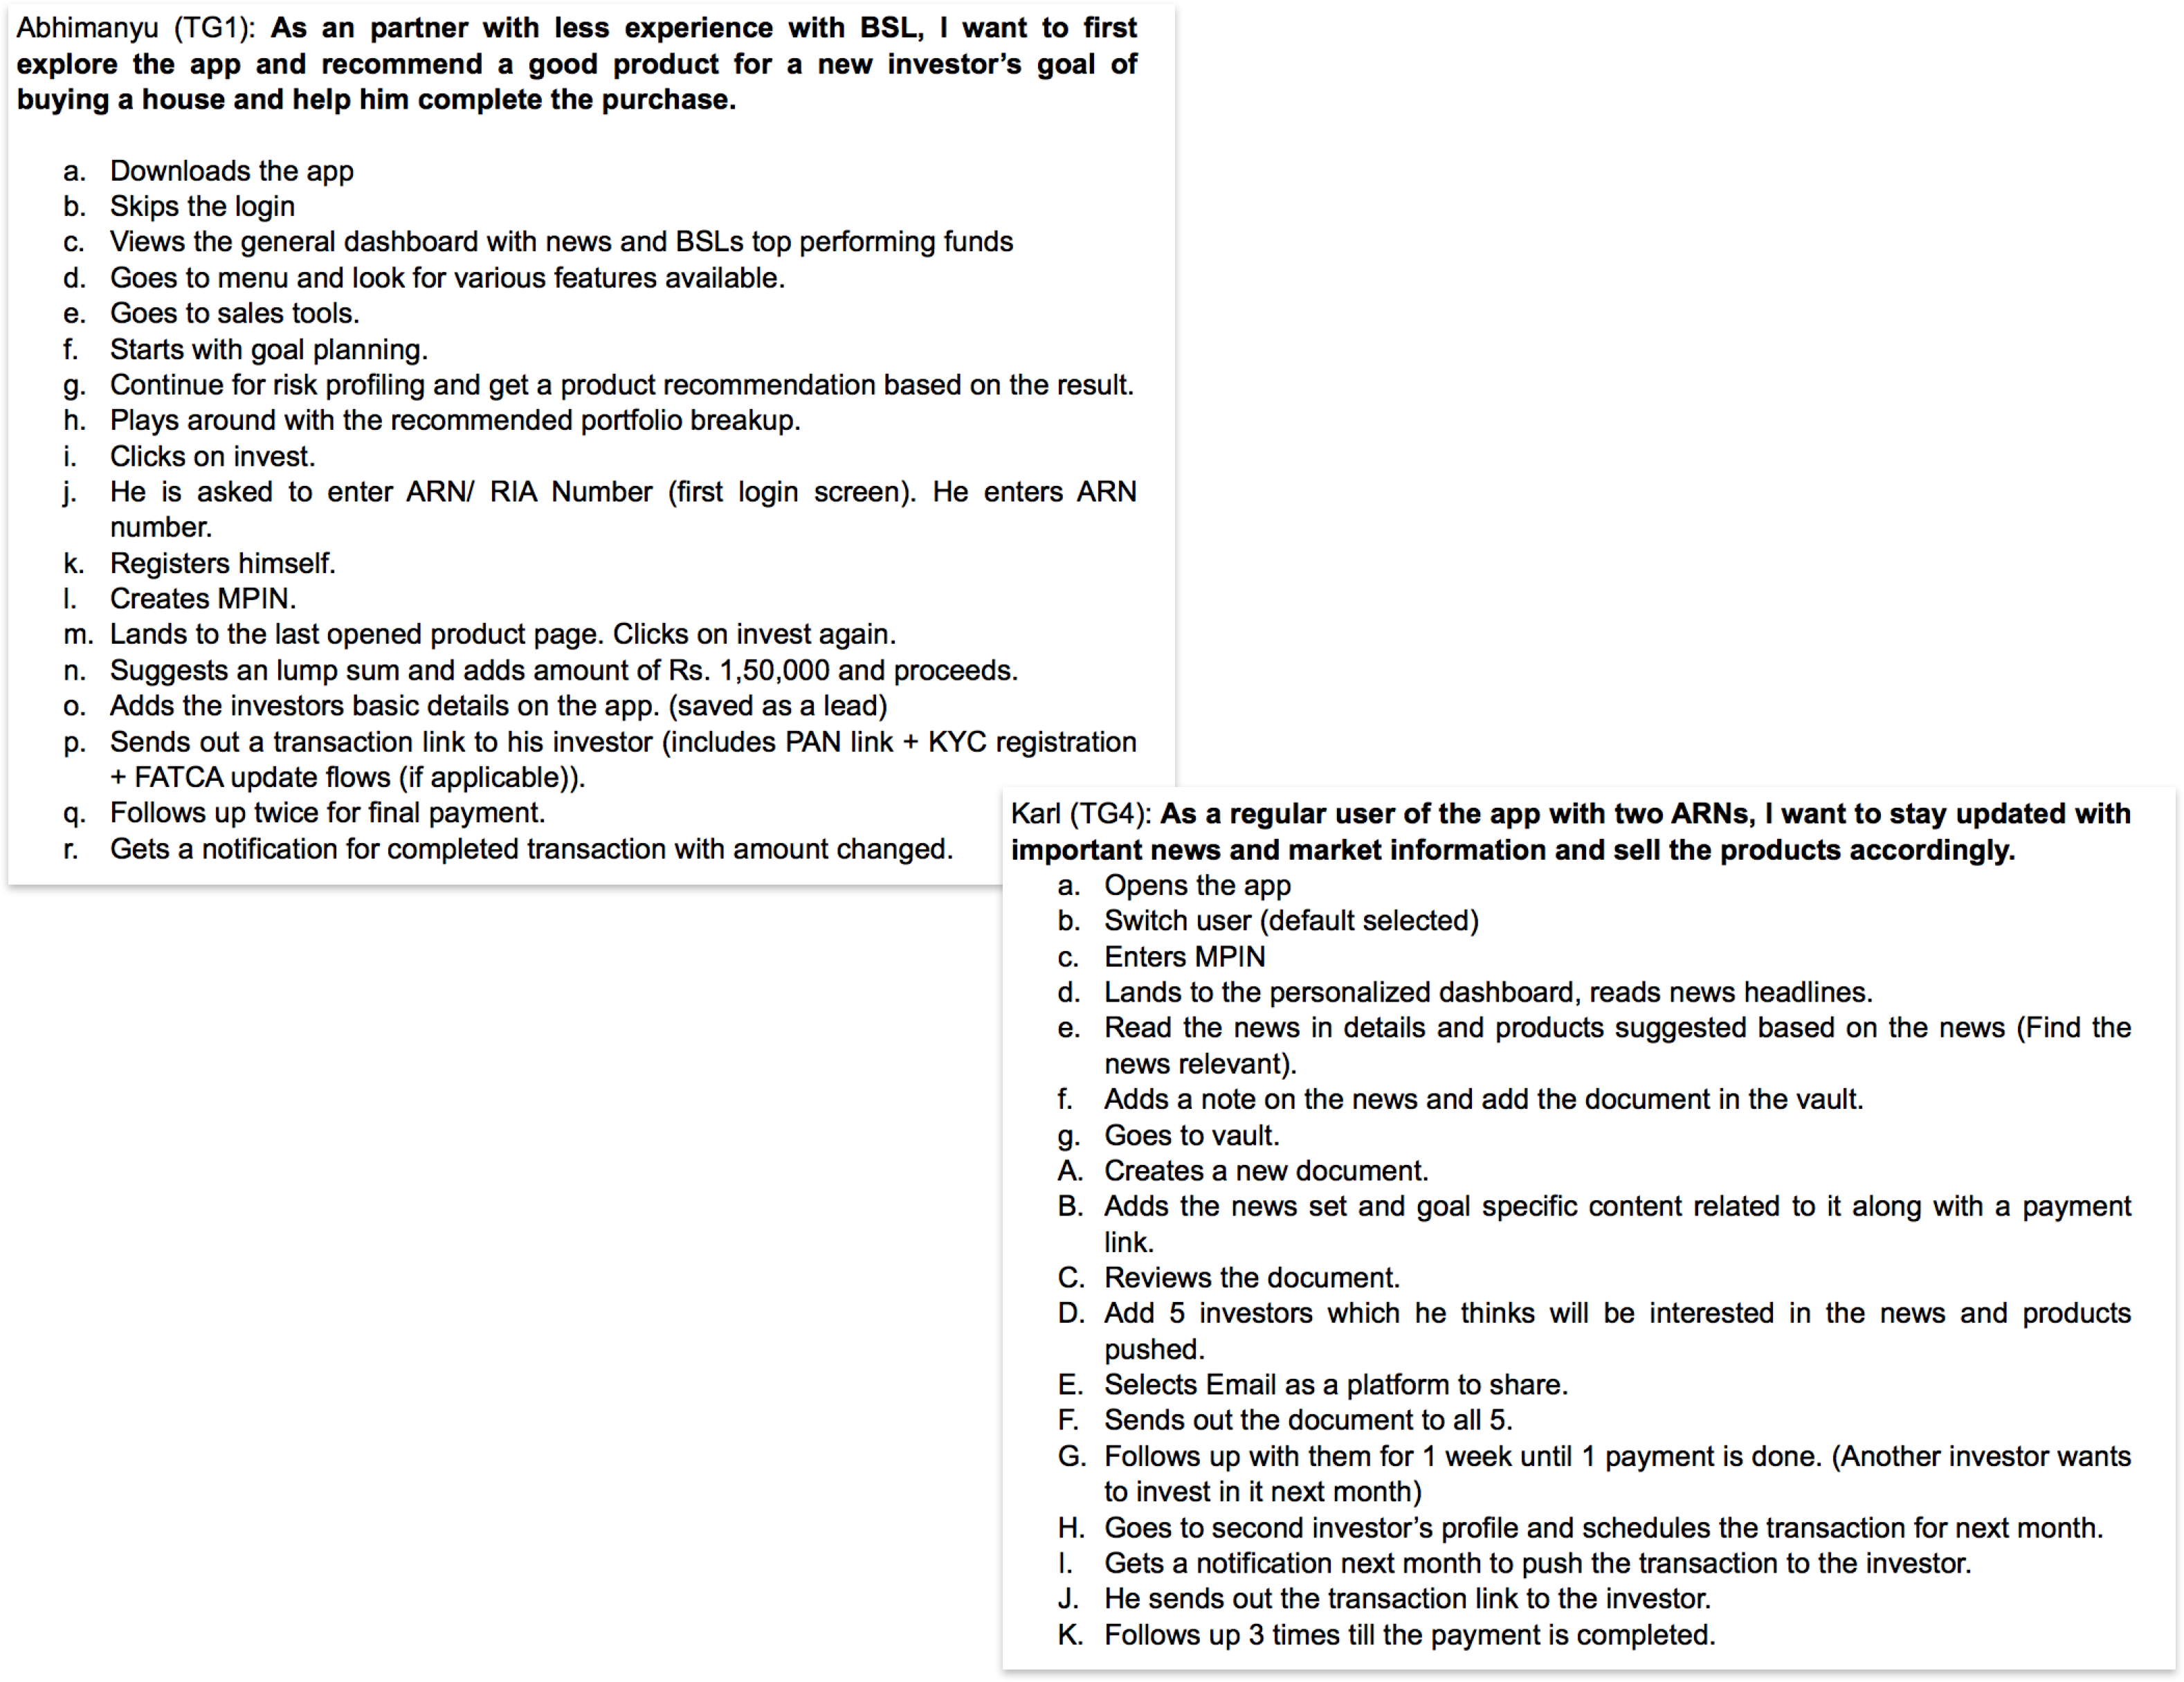 Abhimanyu (TG1): As an partner with less experience with BSL, I want to first
explore the app and recommend a good product for a new investor's goal of
buying a house and help him complete the purchase.
a. Downloads the app
b. Skips the login
c. Views the general dashboard with news and BSLs top performing funds
d. Goes to menu and look for various features available.
e. Goes to sales tools.
f. Starts with goal planning.
g. Continue for risk profiling and get a product recommendation based on the result.
h. Plays around with the recommended portfolio breakup.
i. Clicks on invest.
j. He is asked to enter ARN/ RIA Number (first login screen). He enters ARN
number.
k. Registers himself.
l. Creates MPIN.
m. Lands to the last opened product page. Clicks on invest again.
n. Suggests an lump sum and adds amount of Rs. 1,50,000 and proceeds.
o. Adds the investors basic details on the app. (saved as a lead)
p. Sends out a transaction link to his investor (includes PAN link + KYC registration
+ FATCA update flows (if applicable)).
q. Follows up twice for final payment.
r. Gets a notification for completed transaction with amount changed.
Karl (TG4): As a regular user of the app with two ARNs, I want to stay updated with
important news and market information and sell the products accordingly.
a. Opens the app
b. Switch user (default selected)
c. Enters MPIN
d. Lands to the personalized dashboard, reads news headlines.
e. Read the news in details and products suggested based on the news (Find the
news relevant).
f. Adds a note on the news and add the document in the vault.
g. Goes to vault.
A. Creates a new document.
B. Adds the news set and goal specific content related to it along with a payment
link.
C. Reviews the document.
D. Add 5 investors which he thinks will be interested in the news and products
pushed.
E. Selects Email as a platform to share.
F. Sends out the document to all 5.
G. Follows up with them for 1 week until 1 payment is done. (Another investor wants
to invest in it next month)
H. Goes to second investor's profile and schedules the transaction for next month.
I. Gets a notification next month to push the transaction to the investor.
J. He sends out the transaction link to the investor.
K. Follows up 3 times till the payment is completed.